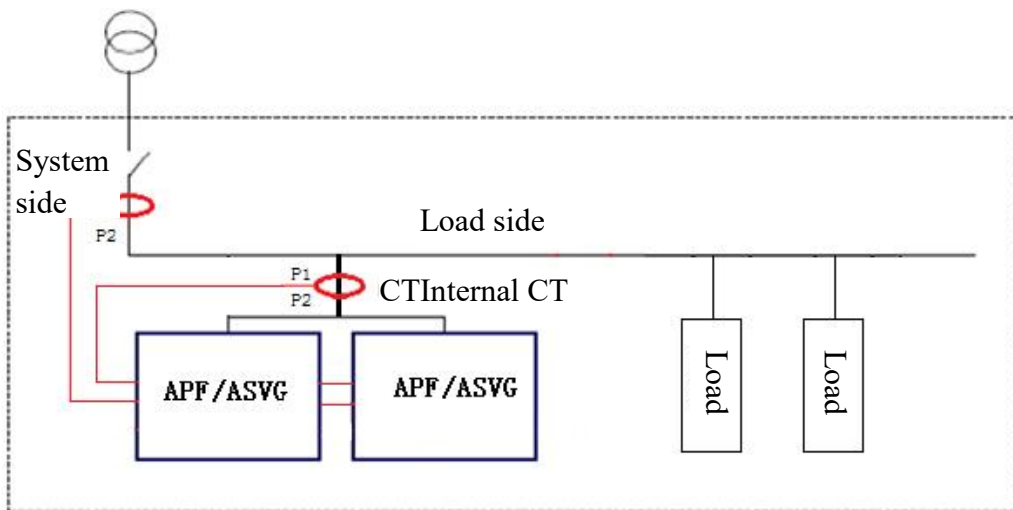 System
side
P2
Load side
P1
P2
CTInternal CT
APF/ASVG
APF/ASVG
Load
Load